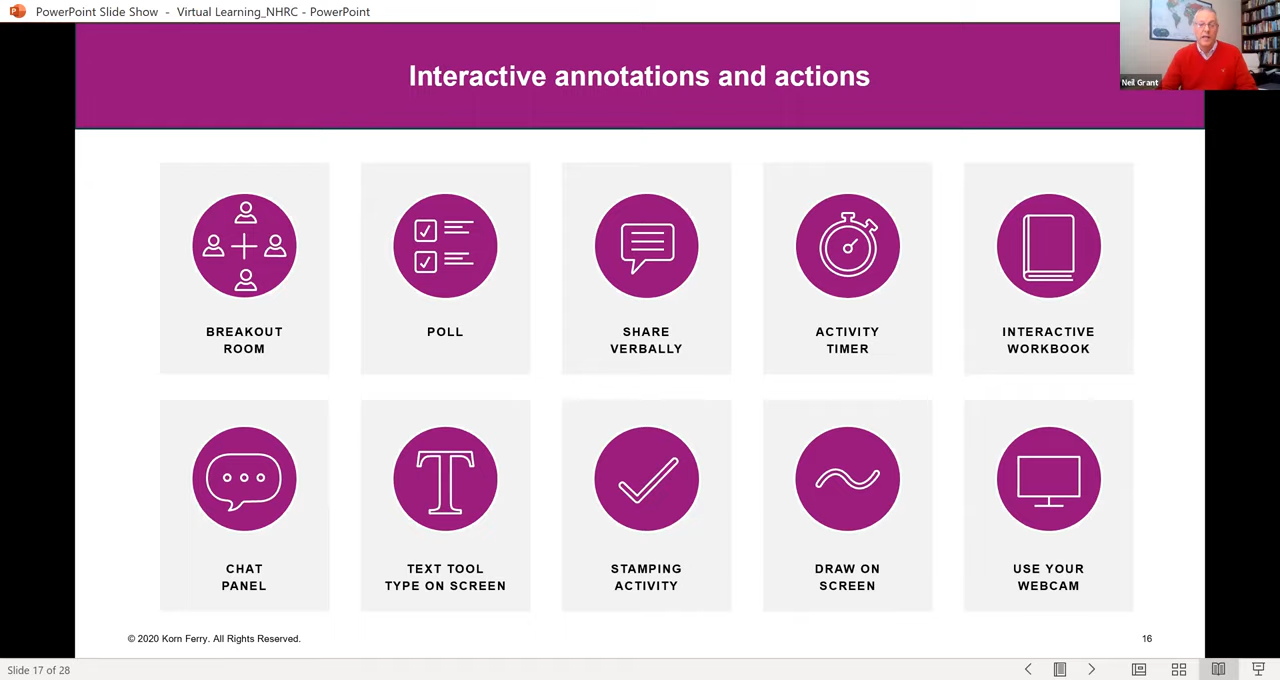 PowerPoint Slide Show - Virtual Learning_NHRC - PowerPoint
Interactive annotations and actions
Neil Grant
BREAKOUT
ROOM
POLL
SHARE
VERBALLY
ACTIVITY
TIMER
INTERACTIVE
WORKBOOK
CHAT
PANEL
TEXT TOOL
TYPE ON SCREEN
STAMPING
ACTIVITY
DRAW ON
SCREEN
USE YOUR
WEBCAM
© 2020 Korn Ferry. All Rights Reserved.
16
Slide 17 of 28